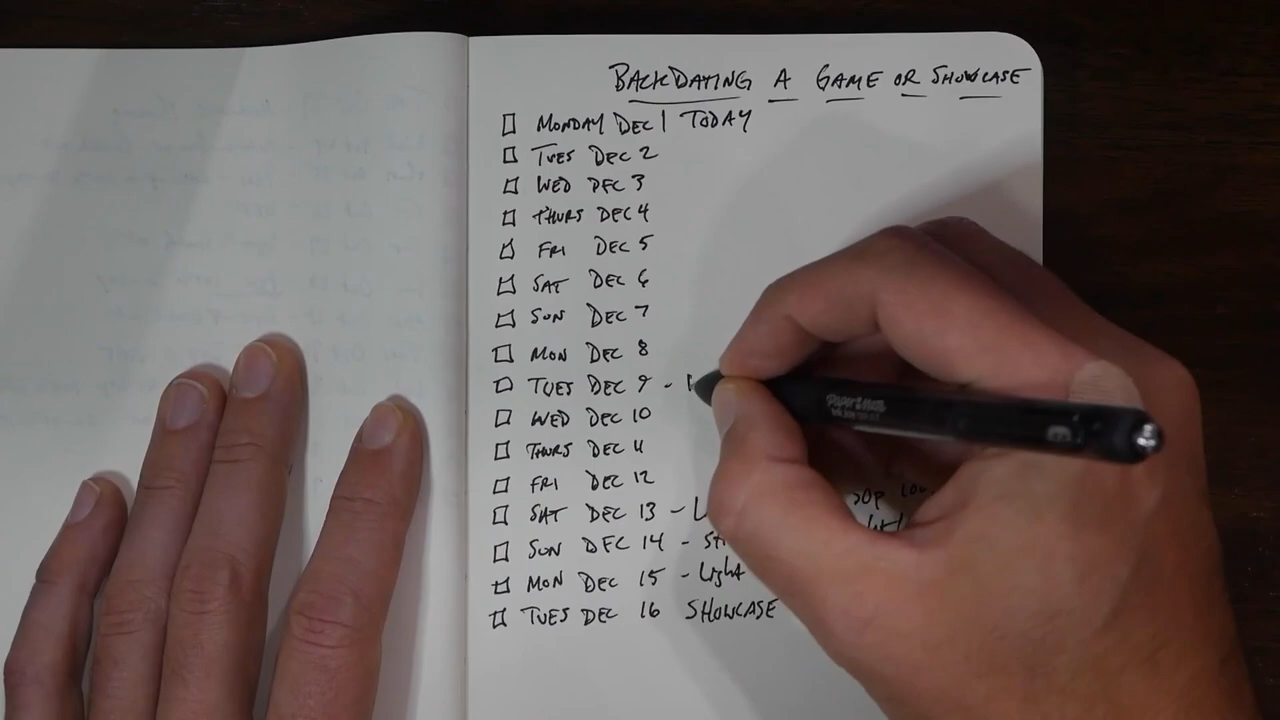 BACKDATING A GAME OR SHOWCASE
MONDAY DEC 1 TODAY
TUES DEC 2
WED DEC 3
THURS DEC 4
FRI DEC 5
SAT DEC 6
SUN DEC 7
MON DEC 8
TUES DEC 9 -
WED DEC 10
THURS DEC 11
FRI DEC 12
SAT DEC 13 - L
SUN DEC 14 -
MON DEC 15 - Light
TUES DEC 16 SHOWCASE